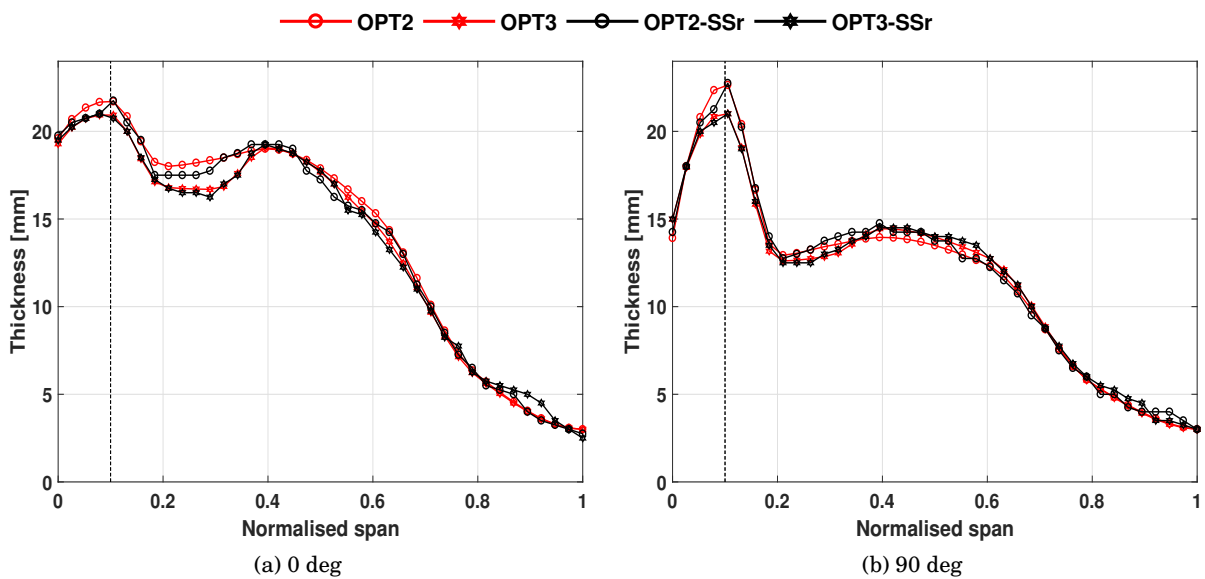 OPT2 OPT3 OPT2-SSr OPT3-SSr
Thickness [mm]
20
15
10
5
0
0 0.2 0.4 0.6 0.8 1
Normalised span
(a) 0 deg
Thickness [mm]
20
15
10
5
0
0 0.2 0.4 0.6 0.8 1
Normalised span
(b) 90 deg